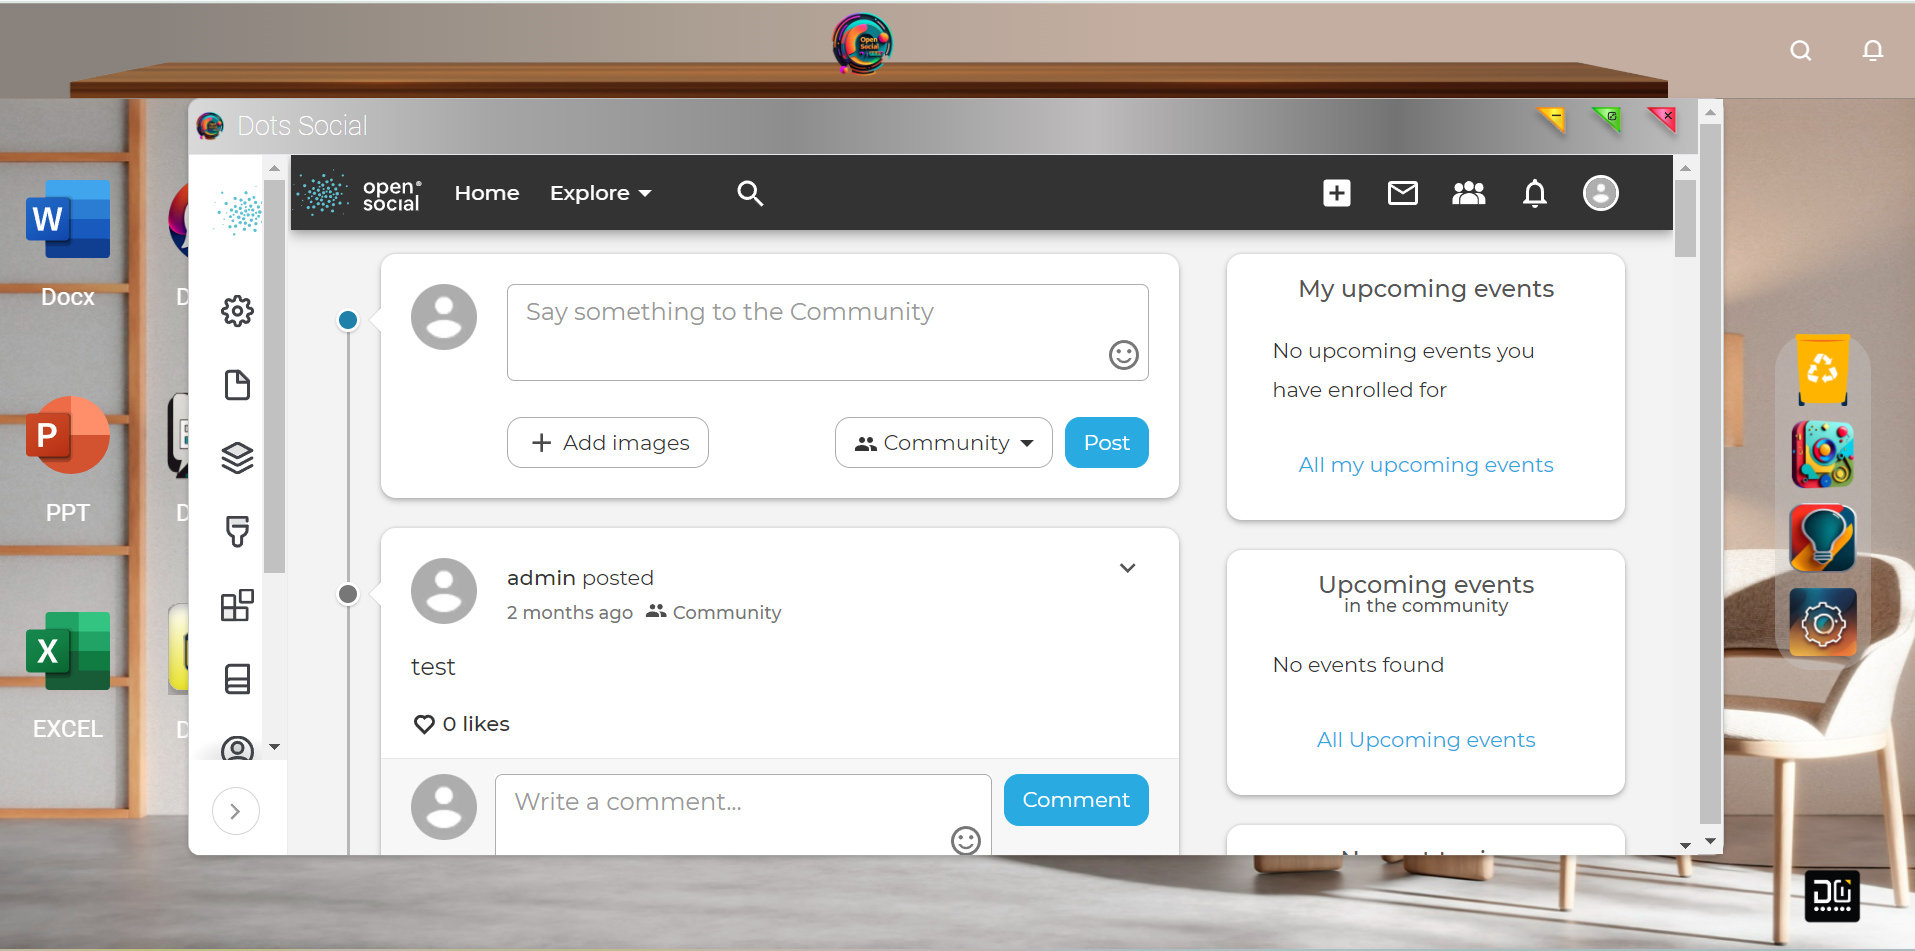 Open
Social
Dots Social
open
social
Home
Explore
W
Docx
D
Say something to the Community
Add images
Community
Post
My upcoming events
No upcoming events you
have enrolled for
All my upcoming events
P
PPT
D
admin posted
2 months ago
Community
test
0 likes
Upcoming events
in the community
No events found
All Upcoming events
X
EXCEL
D
Write a comment...
Comment